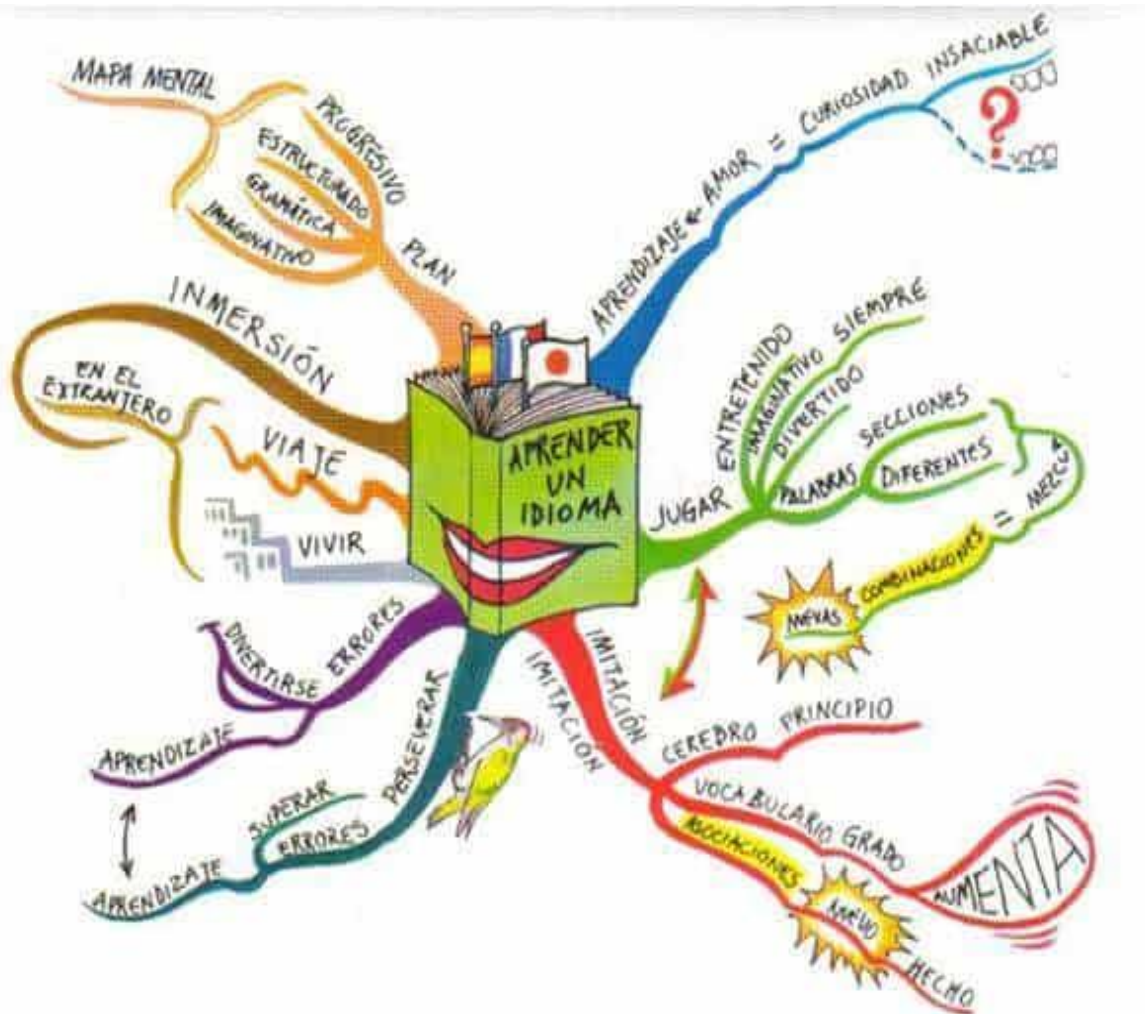 APRENDER
UN
IDIOMA
APRENDIZAJE ← AMOR = CURIOSIDAD INSACIABLE
?
JUGAR
ENTRETENIDO
IMAGINATIVO SIEMPRE
DIVERTIDO
PALABRAS
SECCIONES
DIFERENTES
= 
COMBINACIONES
IMITACIÓN
IMITACIÓN
CEREBRO PRINCIPIO
VOCABULARIO GRADO
AUMENTA
ASOCIACIONES
NUEVO
HECHO
PERSEVERAR
ERRORES
SUPERAR
APRENDIZAJE
ERRORES
DIVERTIRSE
APRENDIZAJE
VIVIR
VIAJE
INMERSIÓN
EN EL
EXTRANJERO
PLAN
PROGRESIVO
ESTRUCTURADO
GRAMÁTICA
IMAGINATIVO
MAPA MENTAL